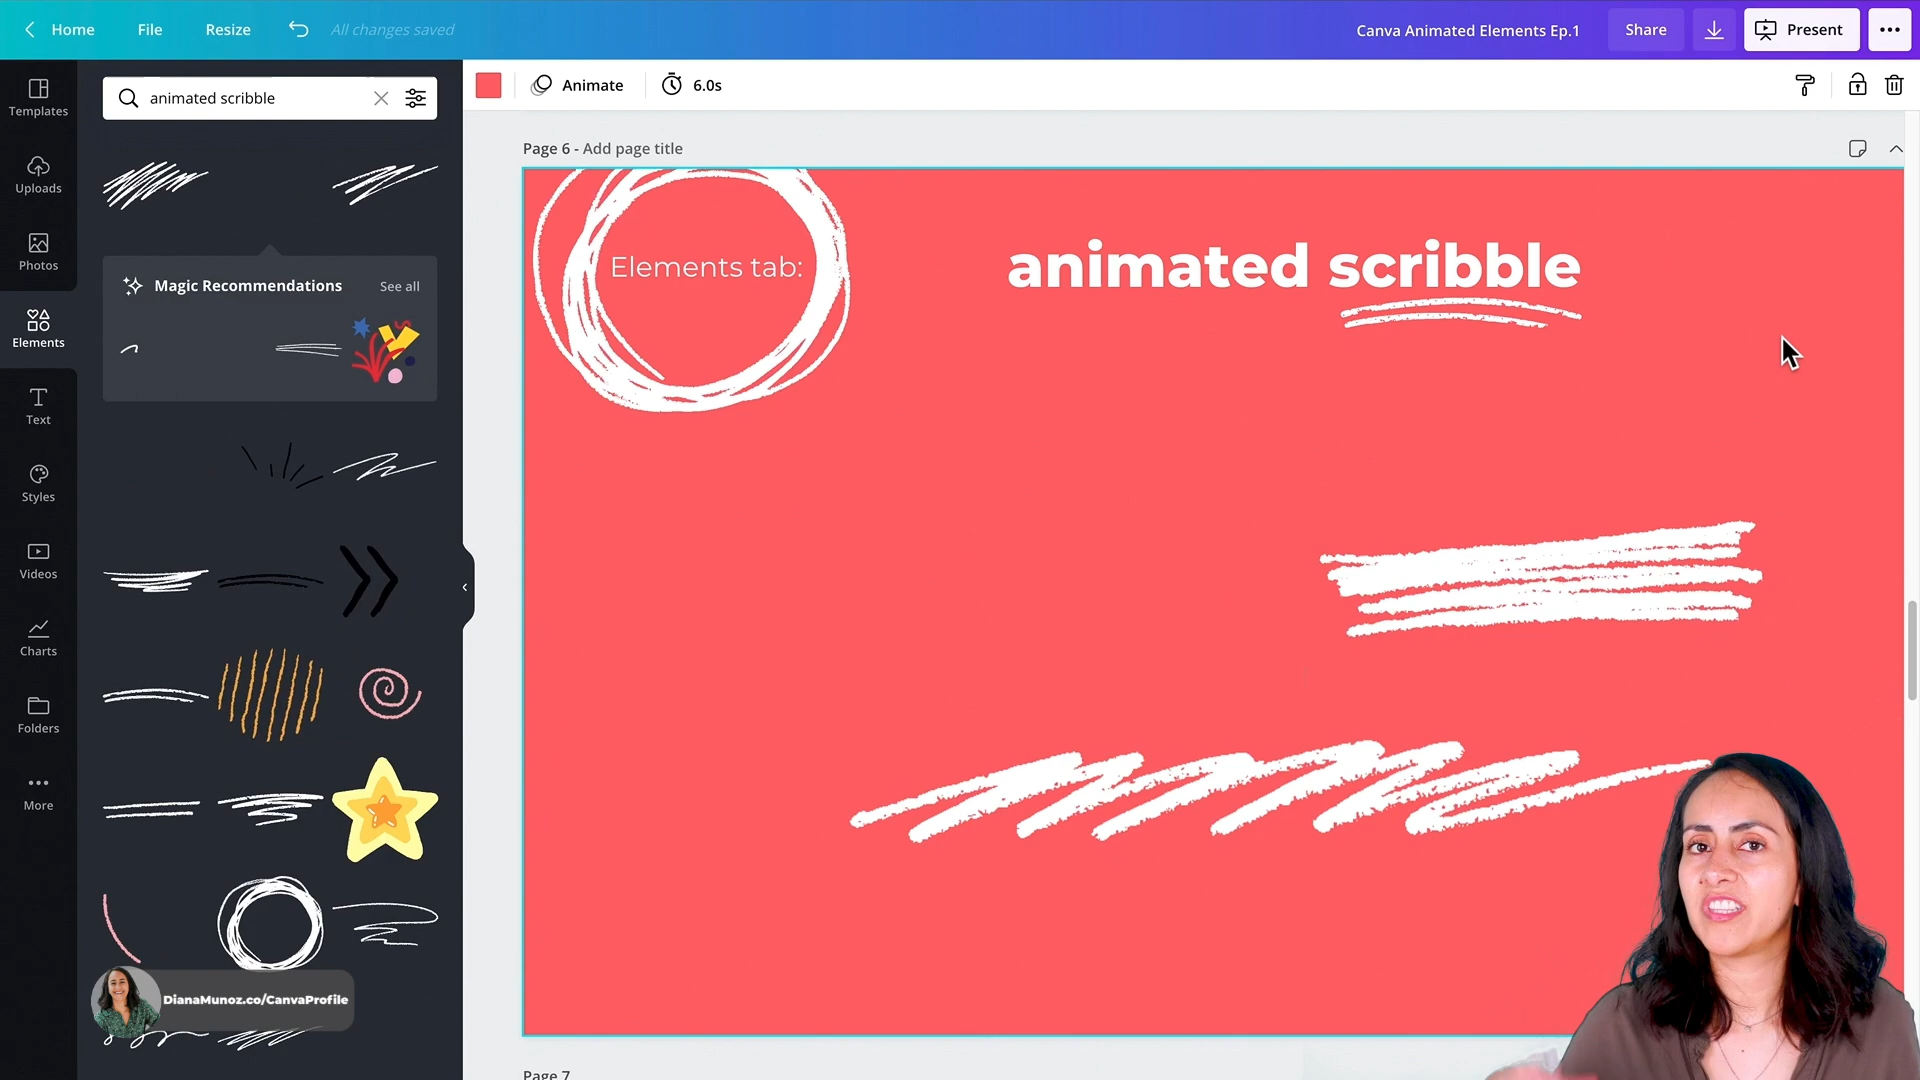 Home
File
Resize
All changes saved
Canva Animated Elements Ep.1
Share
Present
Templates
Uploads
Photos
Elements
Text
Styles
Videos
Charts
Folders
More
animated scribble
Magic Recommendations
See all
Animate
6.0s
Page 6 - Add page title
Elements tab:
animated scribble
DianaMunoz.co/CanvaProfile
Page 7